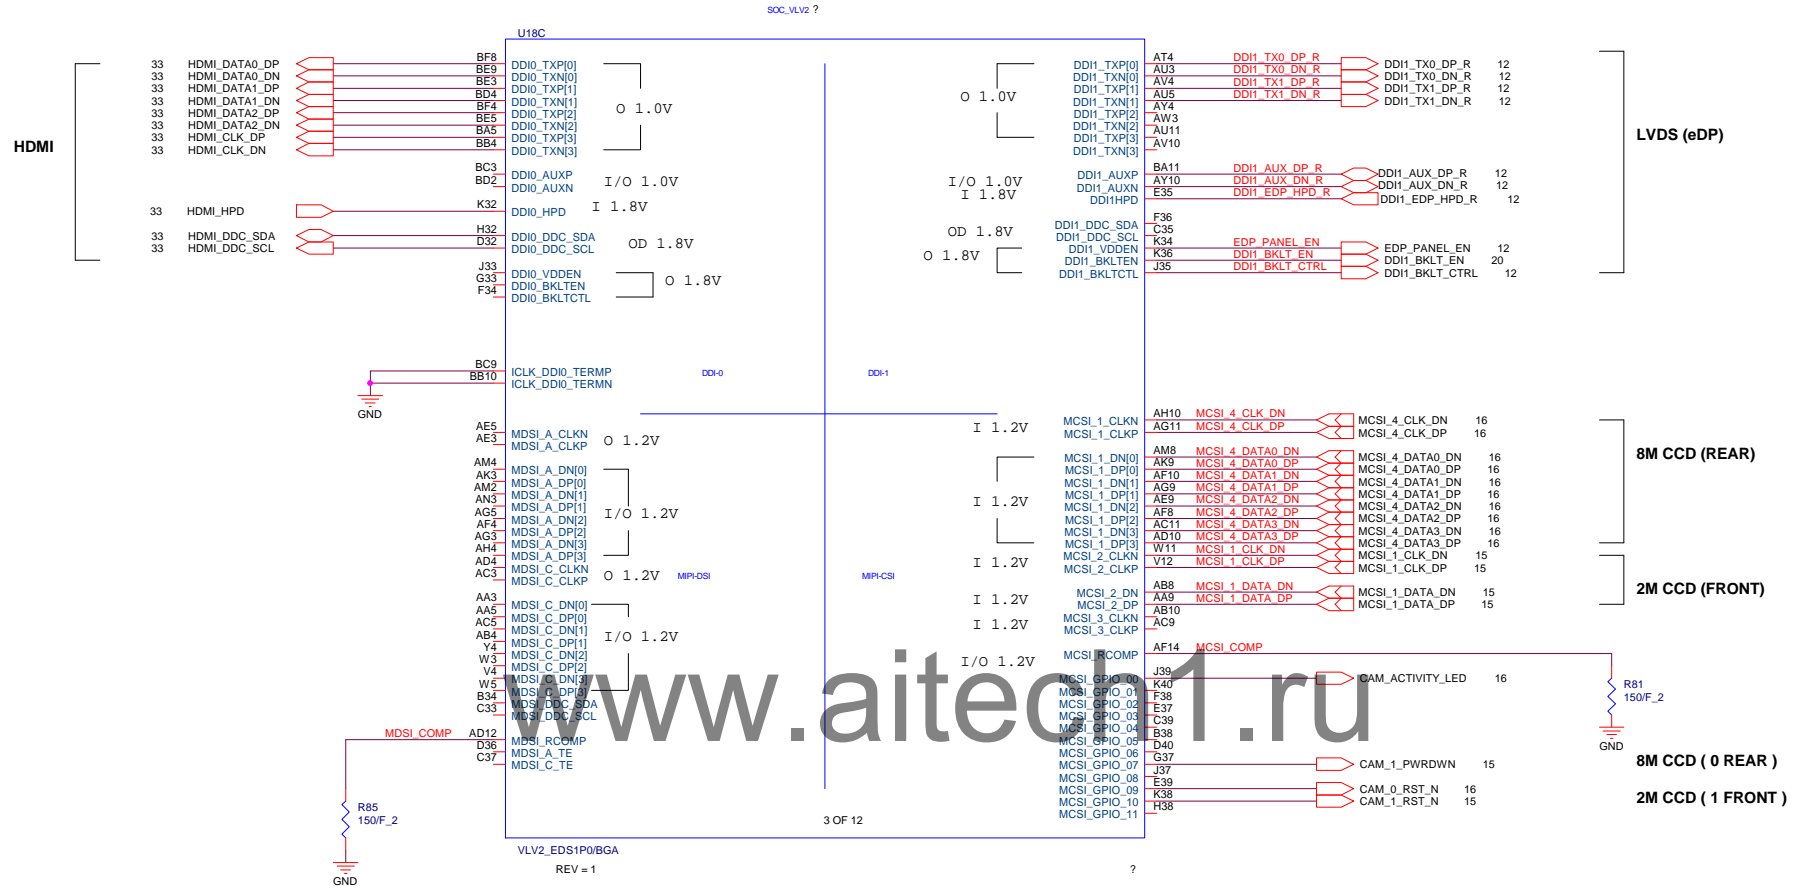 SOC_VLV2 ?
U18C
HDMI
33 HDMI_DATA0_DP BF8 DDI0_TXP[0]
33 HDMI_DATA0_DN BE9 DDI0_TXN[0]
33 HDMI_DATA1_DP BE3 DDI0_TXP[1]
33 HDMI_DATA1_DN BD4 DDI0_TXN[1]
33 HDMI_DATA2_DP BF4 DDI0_TXP[2]
33 HDMI_DATA2_DN BE5 DDI0_TXN[2]
33 HDMI_CLK_DP BA5 DDI0_TXP[3]
33 HDMI_CLK_DN BB4 DDI0_TXN[3]
O 1.0V
BC3 DDI0_AUXP
BD2 DDI0_AUXN
I/O 1.0V
33 HDMI_HPD K32 DDI0_HPD I 1.8V
33 HDMI_DDC_SDA H32 DDI0_DDC_SDA
33 HDMI_DDC_SCL D32 DDI0_DDC_SCL
OD 1.8V
J33 DDI0_VDDEN
G33 DDI0_BKLTEN
F34 DDI0_BKLTCTL
O 1.8V
BC9 ICLK_DDI0_TERMP
BB10 ICLK_DDI0_TERMN
GND
DDI-0
AE5 MDSI_A_CLKN
AE3 MDSI_A_CLKP
O 1.2V
AM4 MDSI_A_DN[0]
AK3 MDSI_A_DP[0]
AM2 MDSI_A_DN[1]
AN3 MDSI_A_DP[1]
AG5 MDSI_A_DN[2]
AF4 MDSI_A_DP[2]
AG3 MDSI_A_DN[3]
AH4 MDSI_A_DP[3]
I/O 1.2V
AD4 MDSI_C_CLKN
AC3 MDSI_C_CLKP
O 1.2V
MIPI-DSI
AA3 MDSI_C_DN[0]
AA5 MDSI_C_DP[0]
AC5 MDSI_C_DN[1]
AB4 MDSI_C_DP[1]
Y4 MDSI_C_DN[2]
W3 MDSI_C_DP[2]
V4 MDSI_C_DN[3]
W5 MDSI_C_DP[3]
I/O 1.2V
B34 MDSI_DDC_SDA
C33 MDSI_DDC_SCL
MDSI_COMP AD12 MDSI_RCOMP
D36 MDSI_A_TE
C37 MDSI_C_TE
R85
150/F_2
GND
DDI1_TXP[0] AT4 DDI1_TX0_DP_R DDI1_TX0_DP_R 12
DDI1_TXN[0] AU3 DDI1_TX0_DN_R DDI1_TX0_DN_R 12
DDI1_TXP[1] AV4 DDI1_TX1_DP_R DDI1_TX1_DP_R 12
DDI1_TXN[1] AU5 DDI1_TX1_DN_R DDI1_TX1_DN_R 12
DDI1_TXP[2] AY4
DDI1_TXN[2] AW3
DDI1_TXP[3] AU11
DDI1_TXN[3] AV10
O 1.0V
LVDS (eDP)
DDI1_AUXP BA11 DDI1_AUX_DP_R DDI1_AUX_DP_R 12
I/O 1.0V DDI1_AUXN AY10 DDI1_AUX_DN_R DDI1_AUX_DN_R 12
I 1.8V DDI1HPD E35 DDI1_EDP_HPD_R DDI1_EDP_HPD_R 12
DDI1_DDC_SDA F36
DDI1_DDC_SCL C35
OD 1.8V
DDI1_VDDEN K34 EDP_PANEL_EN EDP_PANEL_EN 12
DDI1_BKLTEN K36 DDI1_BKLT_EN DDI1_BKLT_EN 20
DDI1_BKLTCTL J35 DDI1_BKLT_CTRL DDI1_BKLT_CTRL 12
O 1.8V
DDI-1
MCSI_1_CLKN AH10 MCSI_4_CLK_DN MCSI_4_CLK_DN 16
MCSI_1_CLKP AG11 MCSI_4_CLK_DP MCSI_4_CLK_DP 16
I 1.2V
MCSI_1_DN[0] AM8 MCSI_4_DATA0_DN MCSI_4_DATA0_DN 16
MCSI_1_DP[0] AK9 MCSI_4_DATA0_DP MCSI_4_DATA0_DP 16
MCSI_1_DN[1] AF10 MCSI_4_DATA1_DN MCSI_4_DATA1_DN 16
MCSI_1_DP[1] AG9 MCSI_4_DATA1_DP MCSI_4_DATA1_DP 16
MCSI_1_DN[2] AE9 MCSI_4_DATA2_DN MCSI_4_DATA2_DN 16
MCSI_1_DP[2] AF8 MCSI_4_DATA2_DP MCSI_4_DATA2_DP 16
MCSI_1_DN[3] AC11 MCSI_4_DATA3_DN MCSI_4_DATA3_DN 16
MCSI_1_DP[3] AD10 MCSI_4_DATA3_DP MCSI_4_DATA3_DP 16
I 1.2V
8M CCD (REAR)
MCSI_2_CLKN W11 MCSI_1_CLK_DN MCSI_1_CLK_DN 15
MCSI_2_CLKP V12 MCSI_1_CLK_DP MCSI_1_CLK_DP 15
I 1.2V
MIPI-CSI
MCSI_2_DN AB8 MCSI_1_DATA_DN MCSI_1_DATA_DN 15
MCSI_2_DP AA9 MCSI_1_DATA_DP MCSI_1_DATA_DP 15
I 1.2V
2M CCD (FRONT)
MCSI_3_CLKN AB10
MCSI_3_CLKP AC9
I 1.2V
MCSI_RCOMP AF14 MCSI_COMP
I/O 1.2V
R81
150/F_2
GND
MCSI_GPIO_00 J39 CAM_ACTIVITY_LED 16
MCSI_GPIO_01 K40
MCSI_GPIO_02 F38
MCSI_GPIO_03 E37
MCSI_GPIO_04 C39
MCSI_GPIO_05 B38
MCSI_GPIO_06 D40
MCSI_GPIO_07 G37 CAM_1_PWRDWN 15
MCSI_GPIO_08 J37
MCSI_GPIO_09 E39 CAM_0_RST_N 16
MCSI_GPIO_10 K38 CAM_1_RST_N 15
MCSI_GPIO_11 H38
8M CCD ( 0 REAR )
2M CCD ( 1 FRONT )
www.aitech1.ru
3 OF 12
VLV2_EDS1P0/BGA
REV = 1
?